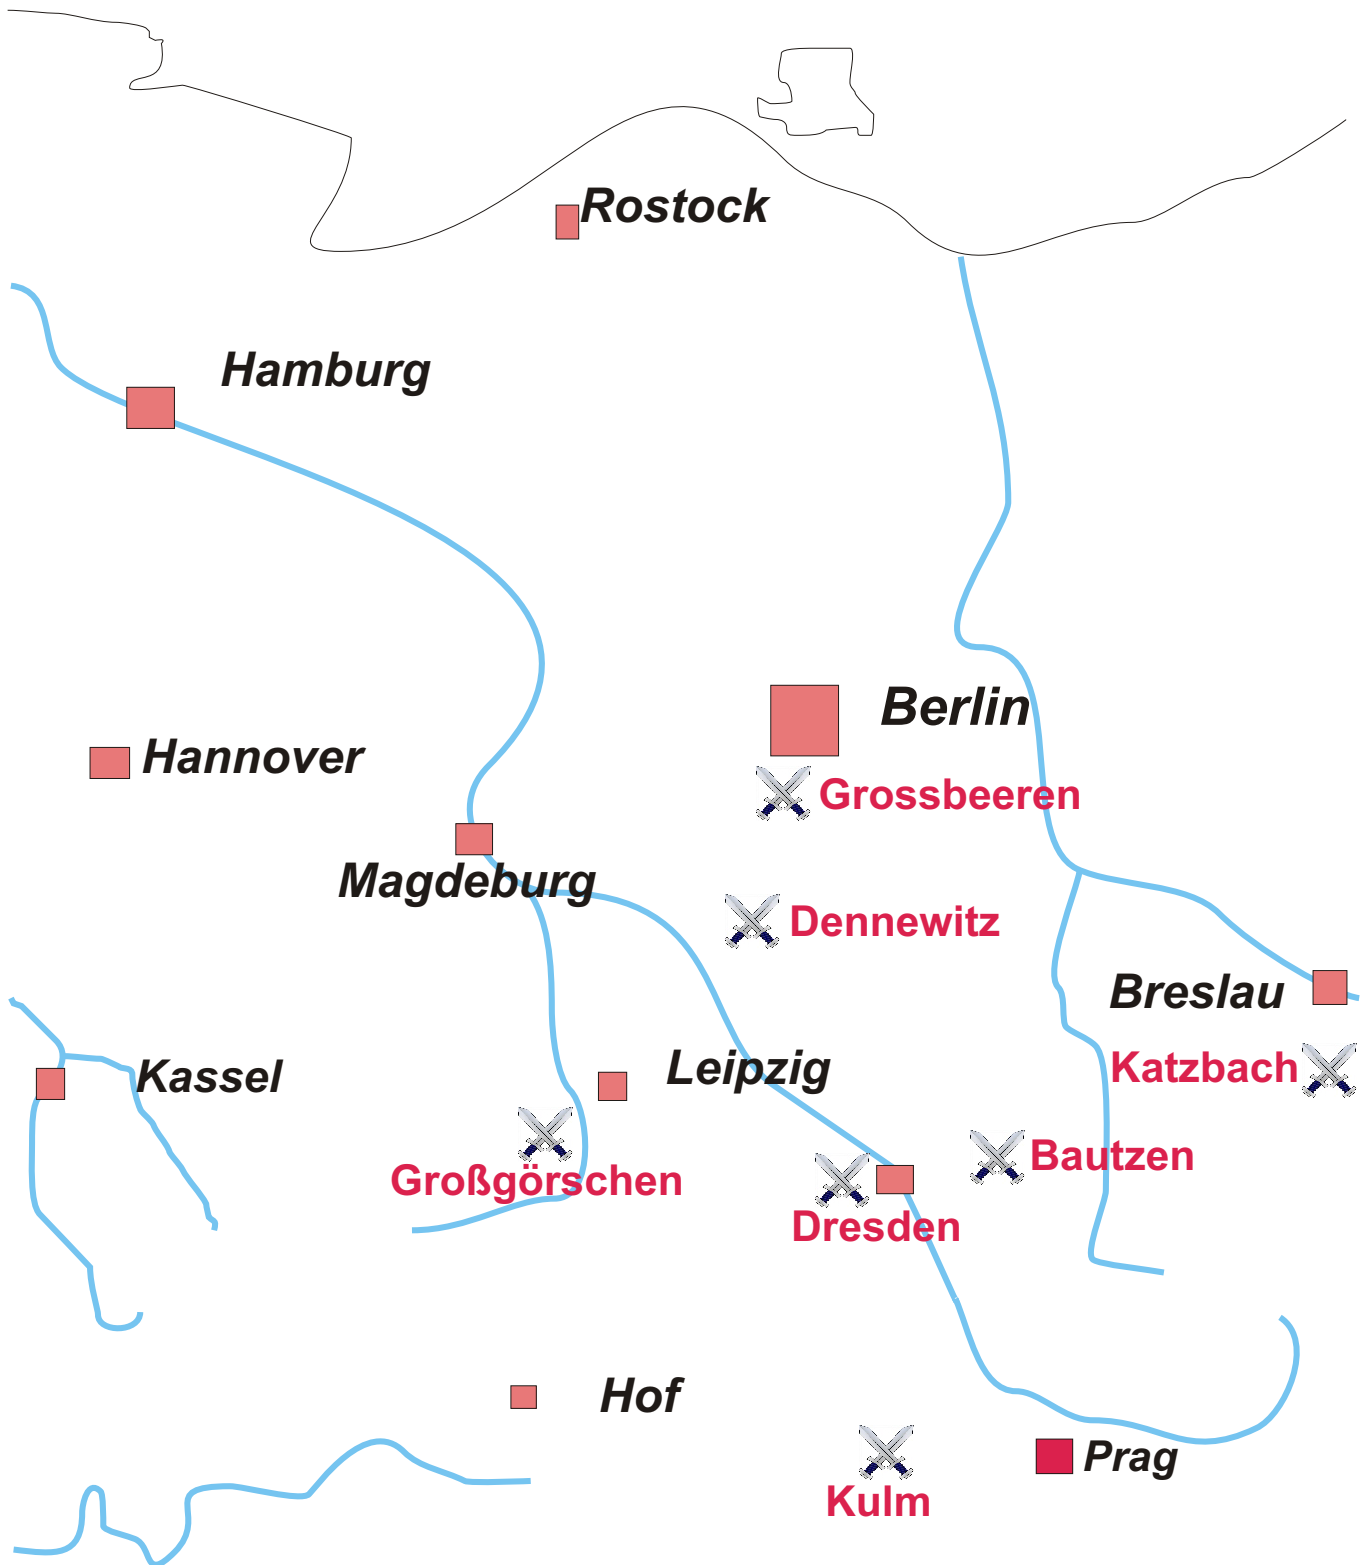 Rostock
Hamburg
Berlin
Hannover
Grossbeeren
Magdeburg
Dennewitz
Breslau
Katzbach
Leipzig
Kassel
Bautzen
Großgörschen
Dresden
Hof
Prag
Kulm